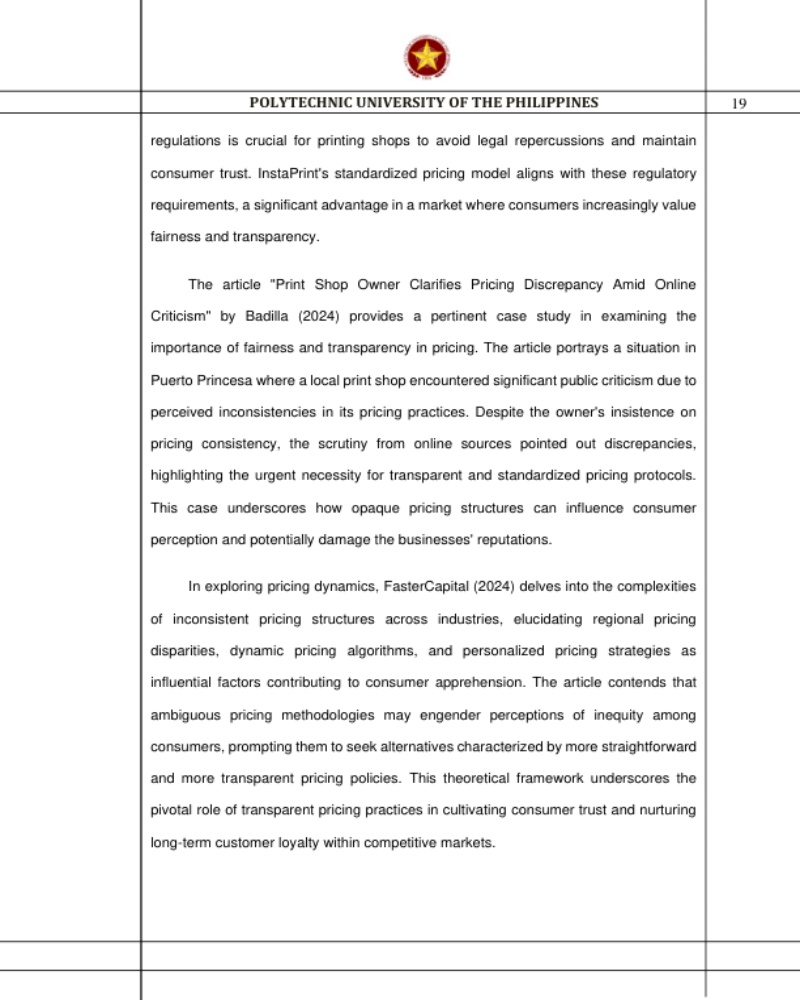 POLYTECHNIC UNIVERSITY OF THE PHILIPPINES 19
regulations is crucial for printing shops to avoid legal repercussions and maintain
consumer trust. InstaPrint's standardized pricing model aligns with these regulatory
requirements, a significant advantage in a market where consumers increasingly value
fairness and transparency.
The article "Print Shop Owner Clarifies Pricing Discrepancy Amid Online
Criticism" by Badilla (2024) provides a pertinent case study in examining the
importance of fairness and transparency in pricing. The article portrays a situation in
Puerto Princesa where a local print shop encountered significant public criticism due to
perceived inconsistencies in its pricing practices. Despite the owner's insistence on
pricing consistency, the scrutiny from online sources pointed out discrepancies,
highlighting the urgent necessity for transparent and standardized pricing protocols.
This case underscores how opaque pricing structures can influence consumer
perception and potentially damage the businesses' reputations.
In exploring pricing dynamics, FasterCapital (2024) delves into the complexities
of inconsistent pricing structures across industries, elucidating regional pricing
disparities, dynamic pricing algorithms, and personalized pricing strategies as
influential factors contributing to consumer apprehension. The article contends that
ambiguous pricing methodologies may engender perceptions of inequity among
consumers, prompting them to seek alternatives characterized by more straightforward
and more transparent pricing policies. This theoretical framework underscores the
pivotal role of transparent pricing practices in cultivating consumer trust and nurturing
long-term customer loyalty within competitive markets.